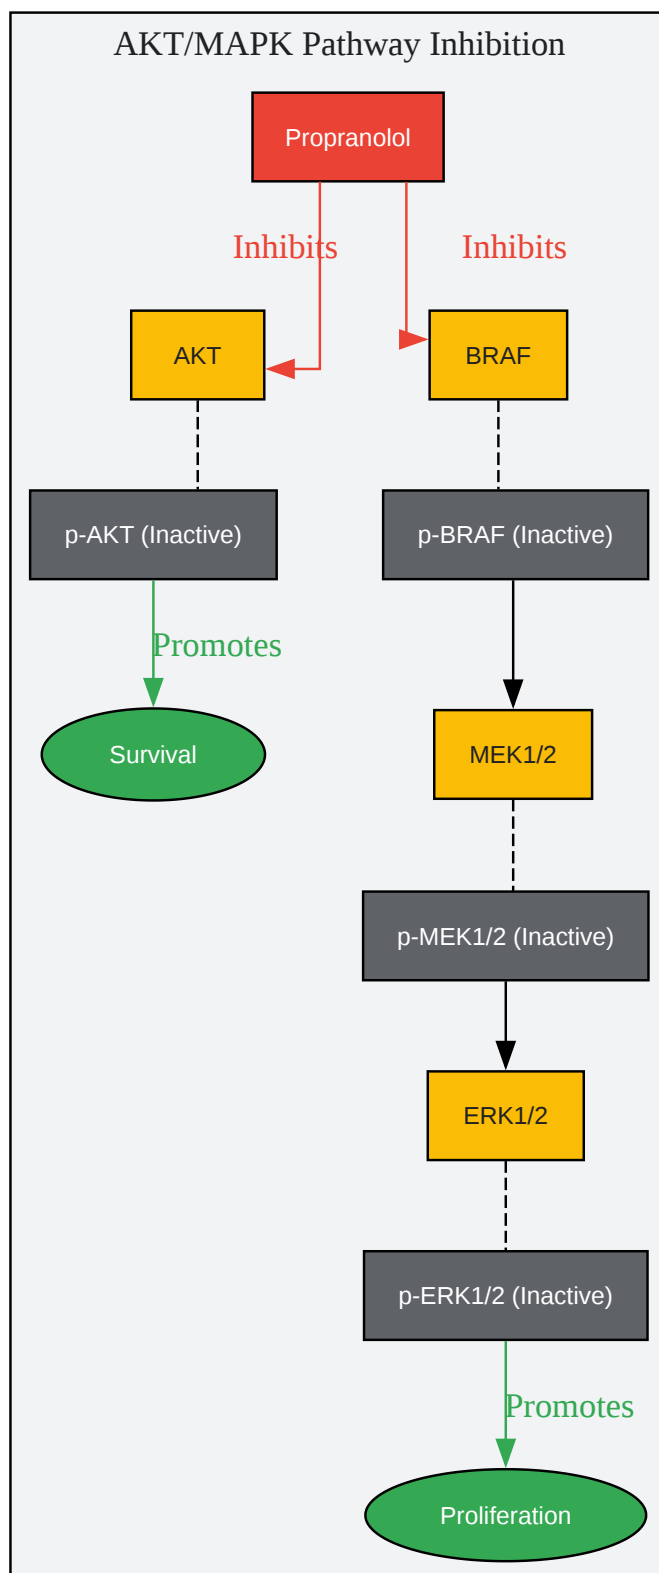 AKT/MAPK Pathway Inhibition
Propranolol
Inhibits
Inhibits
AKT
BRAF
p-AKT (Inactive)
p-BRAF (Inactive)
Promotes
Survival
MEK1/2
p-MEK1/2 (Inactive)
ERK1/2
p-ERK1/2 (Inactive)
Promotes
Proliferation